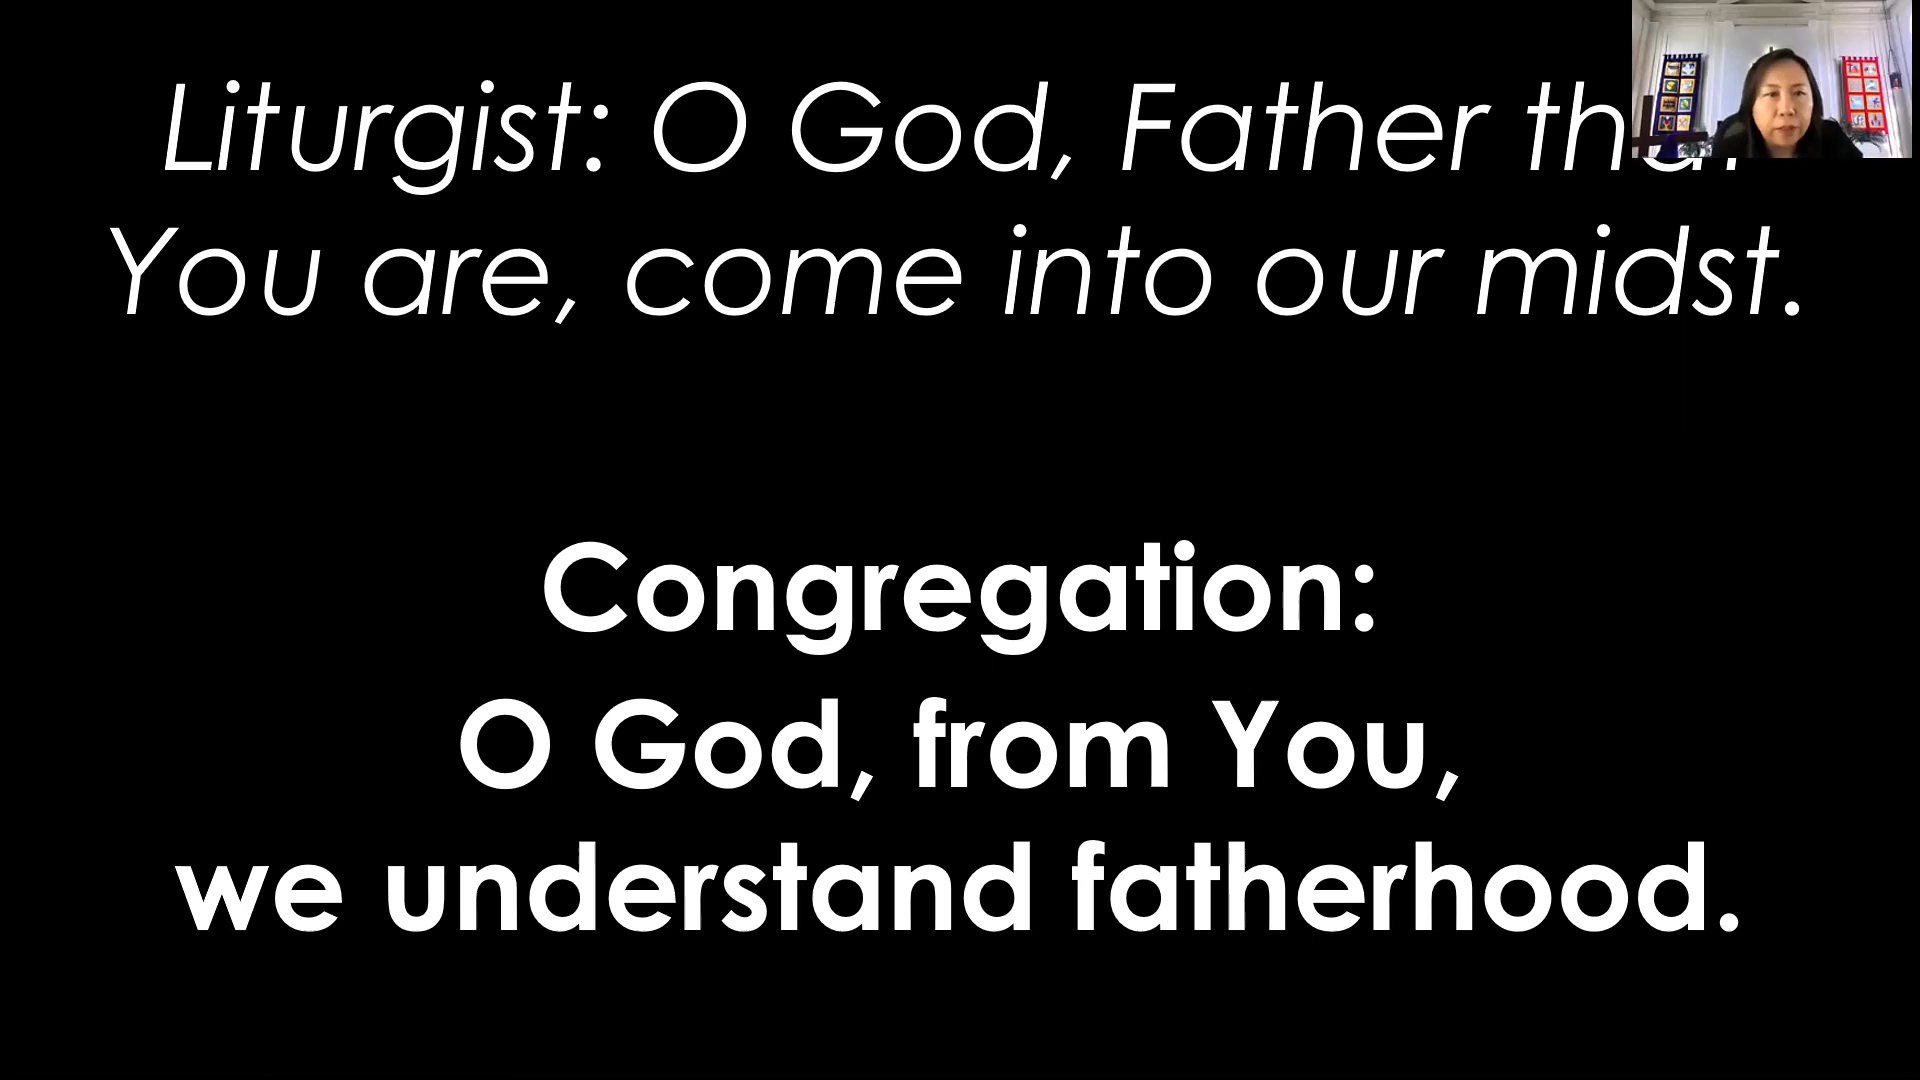 Liturgist: O God, Father
You are, come into our midst.
Congregation:
O God, from You,
we understand fatherhood.